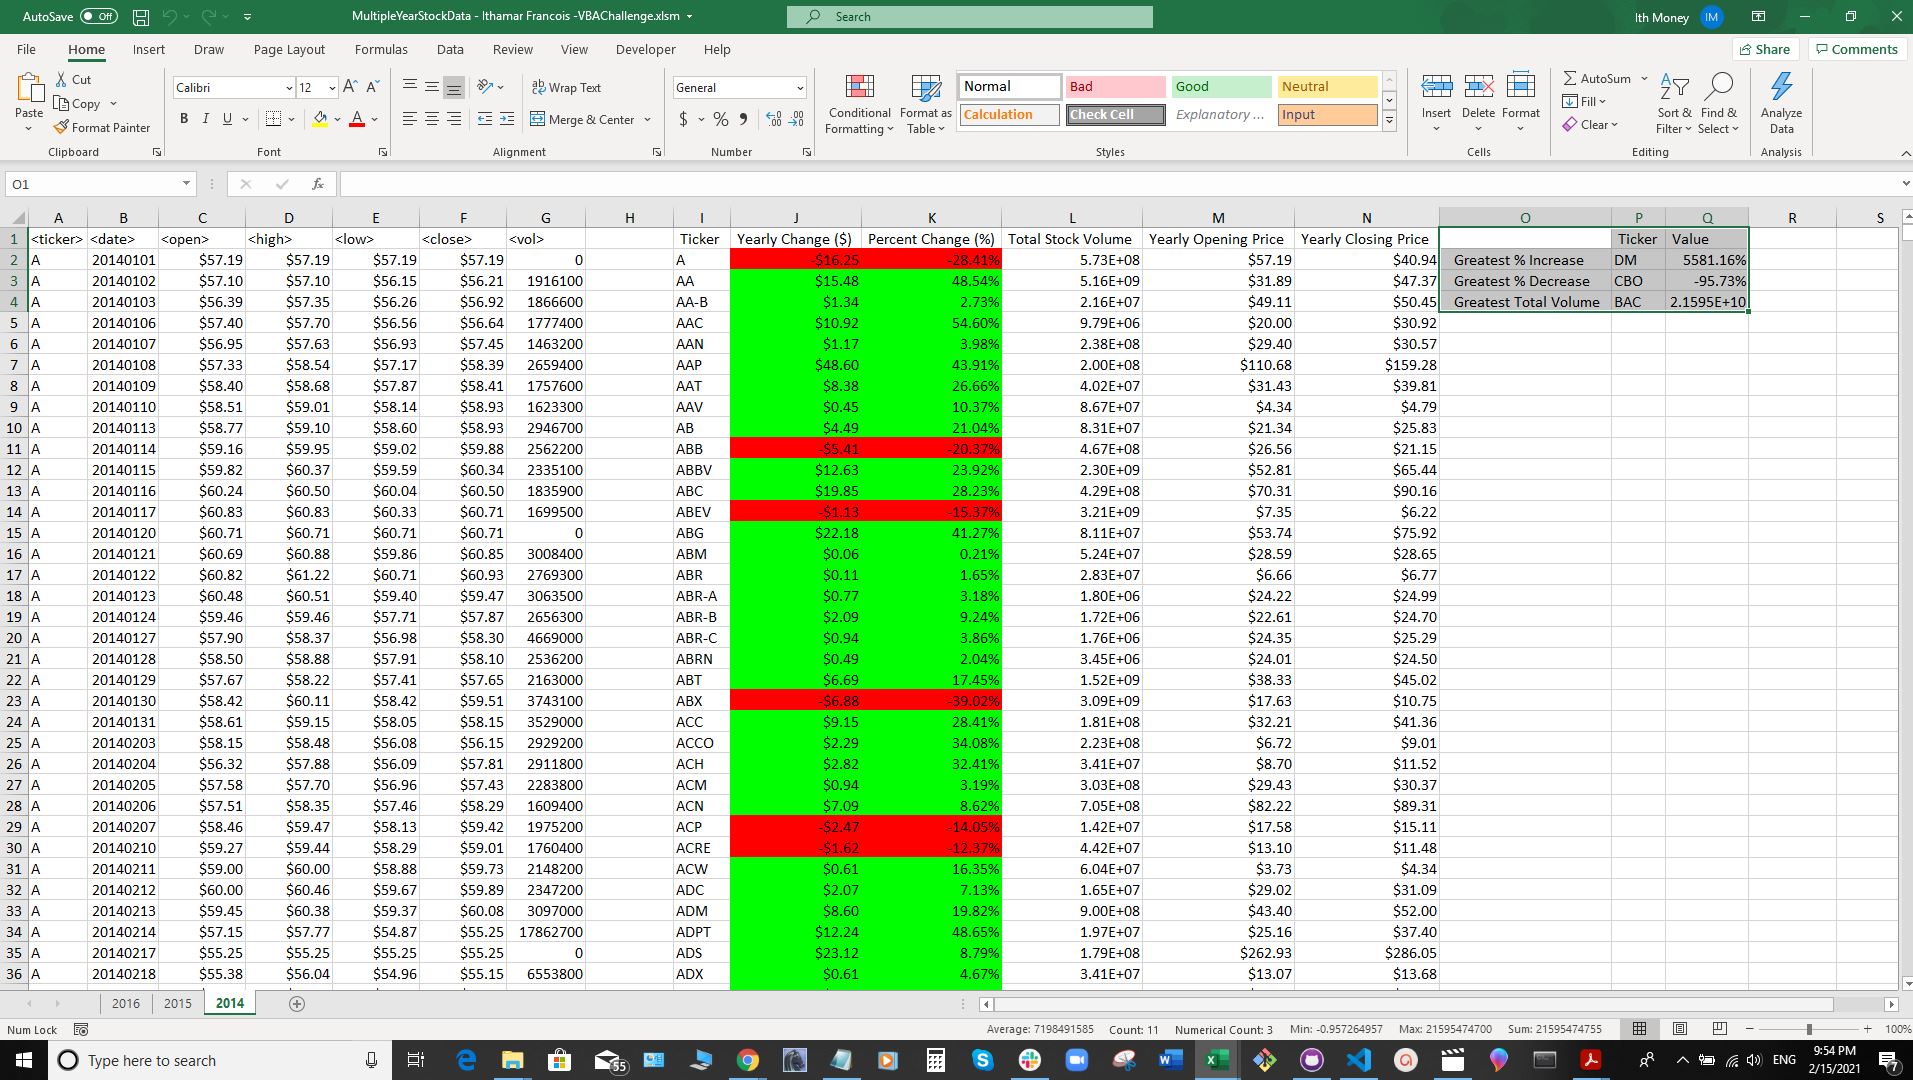 AutoSave Off MultipleYearStockData - Ithamar Francois -VBAChallenge.xlsm Search Ith Money IM
File Home Insert Draw Page Layout Formulas Data Review View Developer Help Share Comments
Paste Cut Copy Format Painter Clipboard
Calibri 12 B I U A A Font
Wrap Text Merge & Center Alignment
General $ % Number
Conditional Formatting Format as Table
Normal Bad Good Neutral
Calculation Check Cell Explanatory ... Input
Styles
Insert Delete Format Cells
AutoSum Fill Clear Sort & Filter Find & Select Editing
Analyze Data Analysis
O1 fx
A B C D E F G H I J K L M N O P Q R S
1 <ticker> <date> <open> <high> <low> <close> <vol> Ticker Yearly Change ($) Percent Change (%) Total Stock Volume Yearly Opening Price Yearly Closing Price Ticker Value
2 A 20140101 $57.19 $57.19 $57.19 $57.19 0 A -$16.25 -28.41% 5.73E+08 $57.19 $40.94 Greatest % Increase DM 5581.16%
3 A 20140102 $57.10 $57.10 $56.15 $56.21 1916100 AA $15.48 48.54% 5.16E+09 $31.89 $47.37 Greatest % Decrease CBO -95.73%
4 A 20140103 $56.39 $57.35 $56.26 $56.92 1866600 AA-B $1.34 2.73% 2.16E+07 $49.11 $50.45 Greatest Total Volume BAC 2.1595E+10
5 A 20140106 $57.40 $57.70 $56.56 $56.64 1777400 AAC $10.92 54.60% 9.79E+06 $20.00 $30.92
6 A 20140107 $56.95 $57.63 $56.93 $57.45 1463200 AAN $1.17 3.98% 2.38E+08 $29.40 $30.57
7 A 20140108 $57.33 $58.54 $57.17 $58.39 2659400 AAP $48.60 43.91% 2.00E+08 $110.68 $159.28
8 A 20140109 $58.40 $58.68 $57.87 $58.41 1757600 AAT $8.38 26.66% 4.02E+07 $31.43 $39.81
9 A 20140110 $58.51 $59.01 $58.14 $58.93 1623300 AAV $0.45 10.37% 8.67E+07 $4.34 $4.79
10 A 20140113 $58.77 $59.10 $58.60 $58.93 2946700 AB $4.49 21.04% 8.31E+07 $21.34 $25.83
11 A 20140114 $59.16 $59.95 $59.02 $59.88 2562200 ABB -$5.41 -20.37% 4.67E+08 $26.56 $21.15
12 A 20140115 $59.82 $60.37 $59.59 $60.34 2335100 ABBV $12.63 23.92% 2.30E+09 $52.81 $65.44
13 A 20140116 $60.24 $60.50 $60.04 $60.50 1835900 ABC $19.85 28.23% 4.29E+08 $70.31 $90.16
14 A 20140117 $60.83 $60.83 $60.33 $60.71 1699500 ABEV -$1.13 -15.37% 3.21E+09 $7.35 $6.22
15 A 20140120 $60.71 $60.71 $60.71 $60.71 0 ABG $22.18 41.27% 8.11E+07 $53.74 $75.92
16 A 20140121 $60.69 $60.88 $59.86 $60.85 3008400 ABM $0.06 0.21% 5.24E+07 $28.59 $28.65
17 A 20140122 $60.82 $61.22 $60.71 $60.93 2769300 ABR $0.11 1.65% 2.83E+07 $6.66 $6.77
18 A 20140123 $60.48 $60.51 $59.40 $59.47 3063500 ABR-A $0.77 3.18% 1.80E+06 $24.22 $24.99
19 A 20140124 $59.46 $59.46 $57.71 $57.87 2656300 ABR-B $2.09 9.24% 1.72E+06 $22.61 $24.70
20 A 20140127 $57.90 $58.37 $56.98 $58.30 4669000 ABR-C $0.94 3.86% 1.76E+06 $24.35 $25.29
21 A 20140128 $58.50 $58.88 $57.91 $58.10 2536200 ABRN $0.49 2.04% 3.45E+06 $24.01 $24.50
22 A 20140129 $57.67 $58.22 $57.41 $57.65 2163000 ABT $6.69 17.45% 1.52E+09 $38.33 $45.02
23 A 20140130 $58.42 $60.11 $58.42 $59.51 3743100 ABX -$6.88 -39.02% 3.09E+09 $17.63 $10.75
24 A 20140131 $58.61 $59.15 $58.05 $58.15 3529000 ACC $9.15 28.41% 1.81E+08 $32.21 $41.36
25 A 20140203 $58.15 $58.48 $56.08 $56.15 2929200 ACCO $2.29 34.08% 2.23E+08 $6.72 $9.01
26 A 20140204 $56.32 $57.88 $56.09 $57.81 2911800 ACH $2.82 32.41% 3.41E+07 $8.70 $11.52
27 A 20140205 $57.58 $57.70 $56.96 $57.43 2283800 ACM $0.94 3.19% 3.03E+08 $29.43 $30.37
28 A 20140206 $57.51 $58.35 $57.46 $58.29 1609400 ACN $7.09 8.62% 7.05E+08 $82.22 $89.31
29 A 20140207 $58.46 $59.47 $58.13 $59.42 1975200 ACP -$2.47 -14.05% 1.42E+07 $17.58 $15.11
30 A 20140210 $59.27 $59.44 $58.29 $59.01 1760400 ACRE -$1.62 -12.37% 4.42E+07 $13.10 $11.48
31 A 20140211 $59.00 $60.00 $58.88 $59.73 2148200 ACW $0.61 16.35% 6.04E+07 $3.73 $4.34
32 A 20140212 $60.00 $60.46 $59.67 $59.89 2347200 ADC $2.07 7.13% 1.65E+07 $29.02 $31.09
33 A 20140213 $59.45 $60.38 $59.37 $60.08 3097000 ADM $8.60 19.82% 9.00E+08 $43.40 $52.00
34 A 20140214 $57.15 $57.77 $54.87 $55.25 17862700 ADPT $12.24 48.65% 1.97E+07 $25.16 $37.40
35 A 20140217 $55.25 $55.25 $55.25 $55.25 0 ADS $23.12 8.79% 1.79E+08 $262.93 $286.05
36 A 20140218 $55.38 $56.04 $54.96 $55.15 6553800 ADX $0.61 4.67% 3.41E+07 $13.07 $13.68
2016 2015 2014
Num Lock Average: 7198491585 Count: 11 Numerical Count: 3 Min: -0.957264957 Max: 21595474700 Sum: 21595474755 100%
Type here to search 55 ENG 9:54 PM
2/15/2021 7